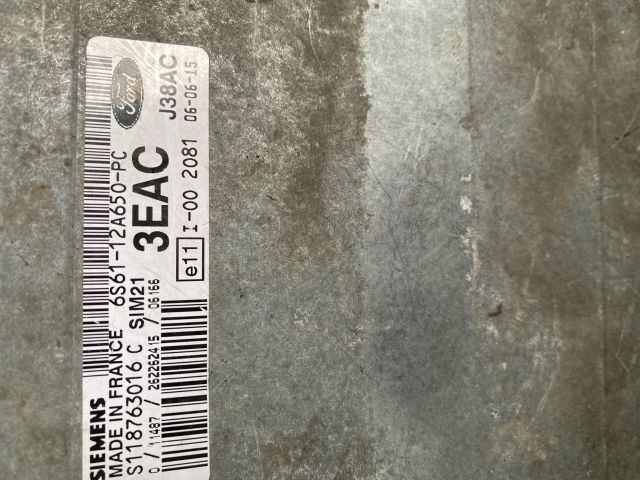 SIEMENS
MADE IN FRANCE 6S61-12A650-PC
S118763016 C SIM21
0 / 11487 / 262262415 / 06166
3EAC
e11 I-00 2081
Ford
J38AC
06-06-15